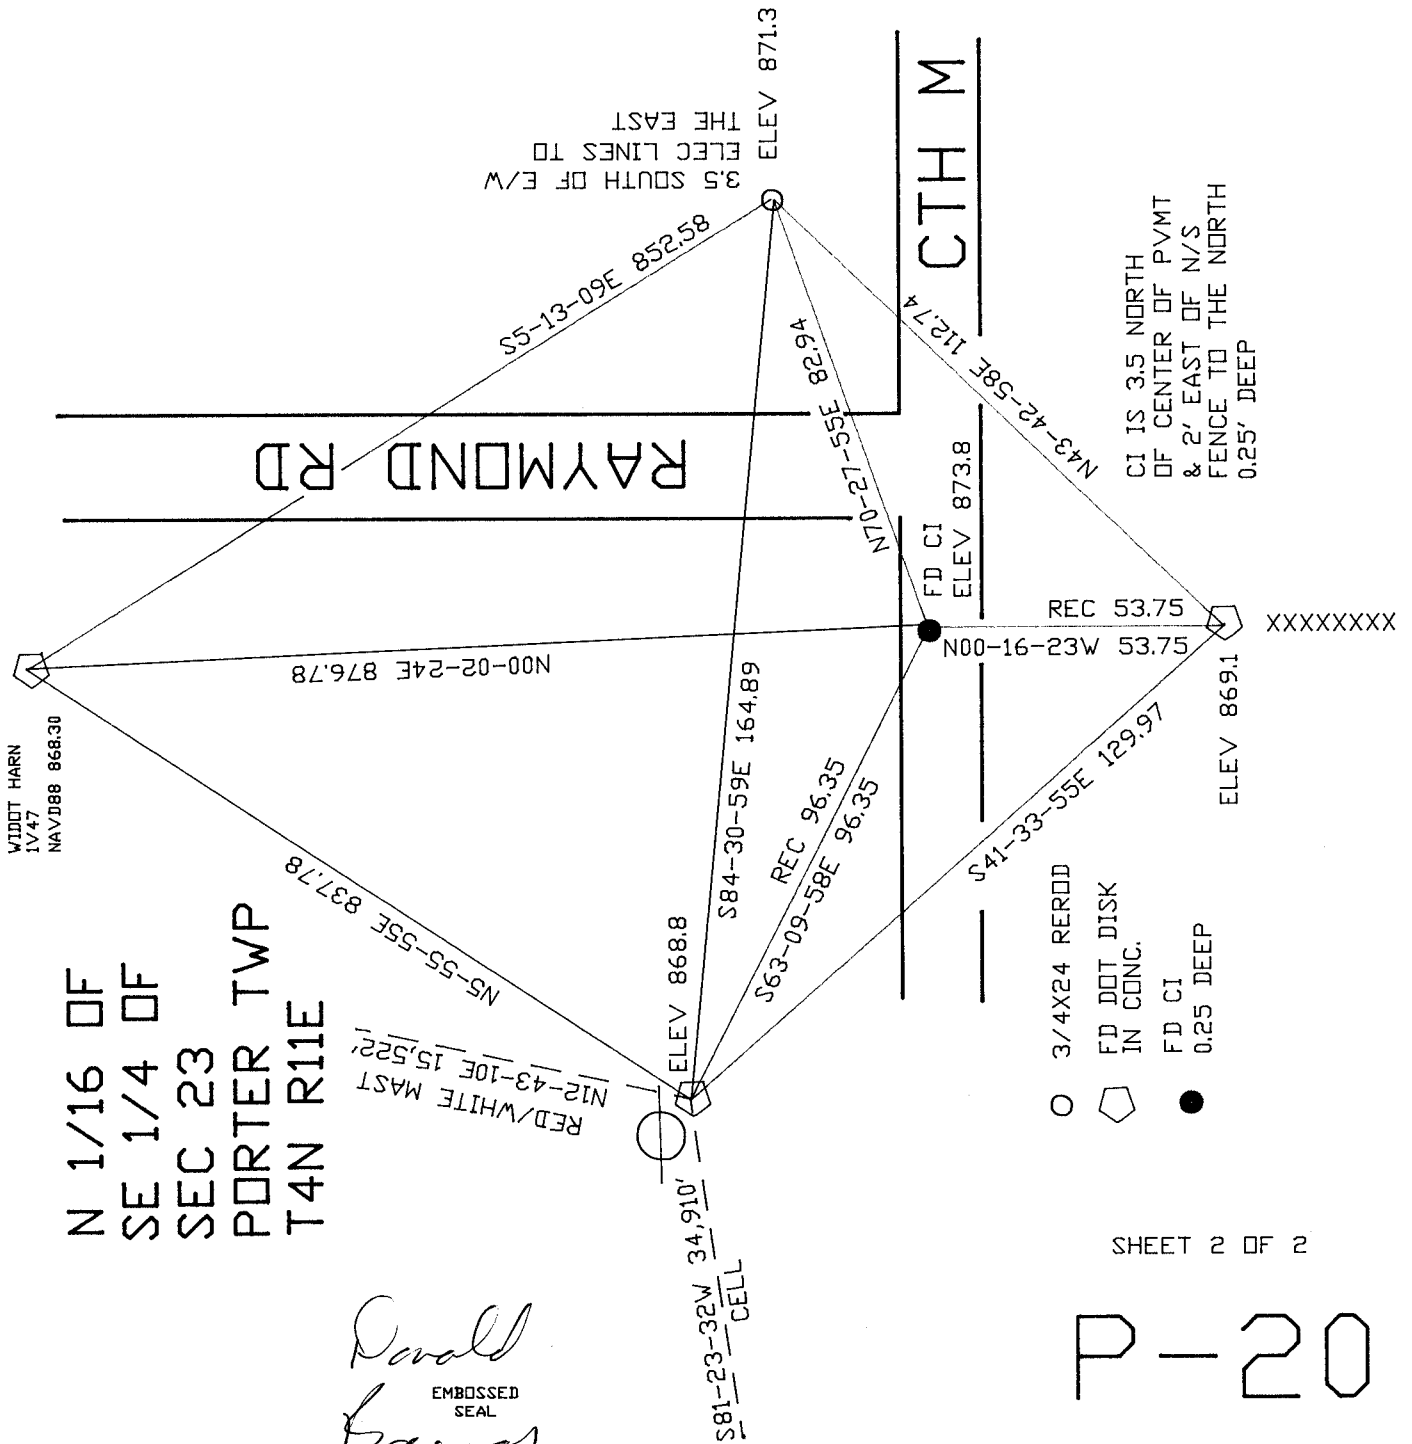 WIDOT HARN
1V47
NAVD88 868.30
N 1/16 OF
SE 1/4 OF
SEC 23
PORTER TWP
T4N R11E
N5-55-55E 837.78
N00-02-24E 876.78
S5-13-09E 852.58
RAYMOND RD
3.5 SOUTH OF E/W
ELEC LINES TO
THE EAST
ELEV 871.3
CTH M
N70-27-55E 82.94
N43-42-58E 112.74
S84-30-59E 164.89
REC 96.35
S63-09-58E 96.35
S41-33-55E 129.97
FD CI
ELEV 873.8
REC 53.75
N00-16-23W 53.75
XXXXXXXX
ELEV 869.1
CI IS 3.5 NORTH
OF CENTER OF PVMT
& 2' EAST OF N/S
FENCE TO THE NORTH
0.25' DEEP
ELEV 868.8
RED/WHITE MAST
N12-43-10E 15,522'
S81-23-32W 34,910'
CELL
3/4X24 REROD
FD DOT DISK
IN CONC.
FD CI
0.25 DEEP
SHEET 2 OF 2
P-20
Donald
EMBOSSED
SEAL